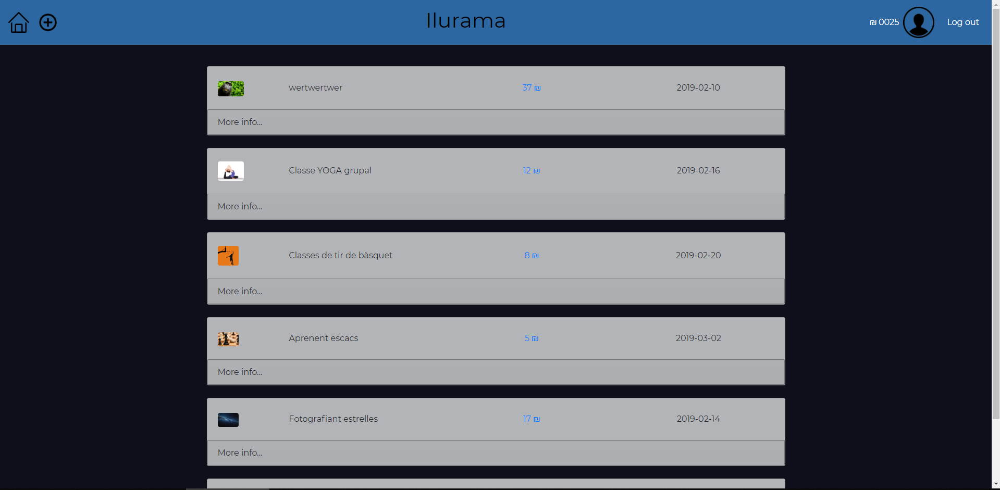 Ilurama
₪ 0025
Log out
wertwertwer 37 ₪ 2019-02-10
More info...
Classe YOGA grupal 12 ₪ 2019-02-16
More info...
Classes de tir de bàsquet 8 ₪ 2019-02-20
More info...
Aprenent escacs 5 ₪ 2019-03-02
More info...
Fotografiant estrelles 17 ₪ 2019-02-14
More info...